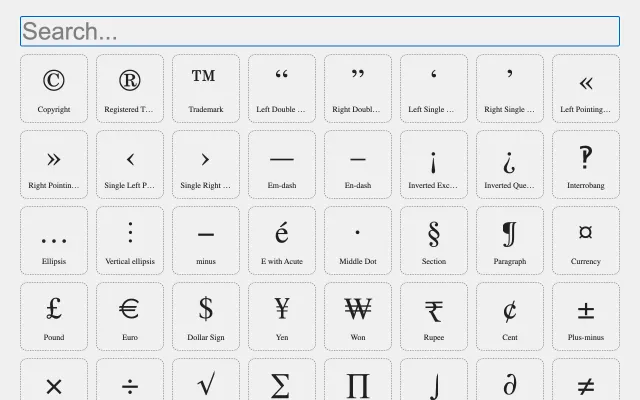 Search...
© ® ™ “ ” ‘ ’ «
Copyright Registered T... Trademark Left Double ... Right Doubl... Left Single ... Right Single ... Left Pointing...
» ‹ › — – ¡ ¿ ‽
Right Pointin... Single Left P... Single Right ... Em-dash En-dash Inverted Exc... Inverted Que... Interrobang
… ⋮ − é · § ¶ ¤
Ellipsis Vertical ellipsis minus E with Acute Middle Dot Section Paragraph Currency
£ € $ ¥ ₩ ₹ ¢ ±
Pound Euro Dollar Sign Yen Won Rupee Cent Plus-minus
× ÷ √ ∑ ∏ ∂ ≠